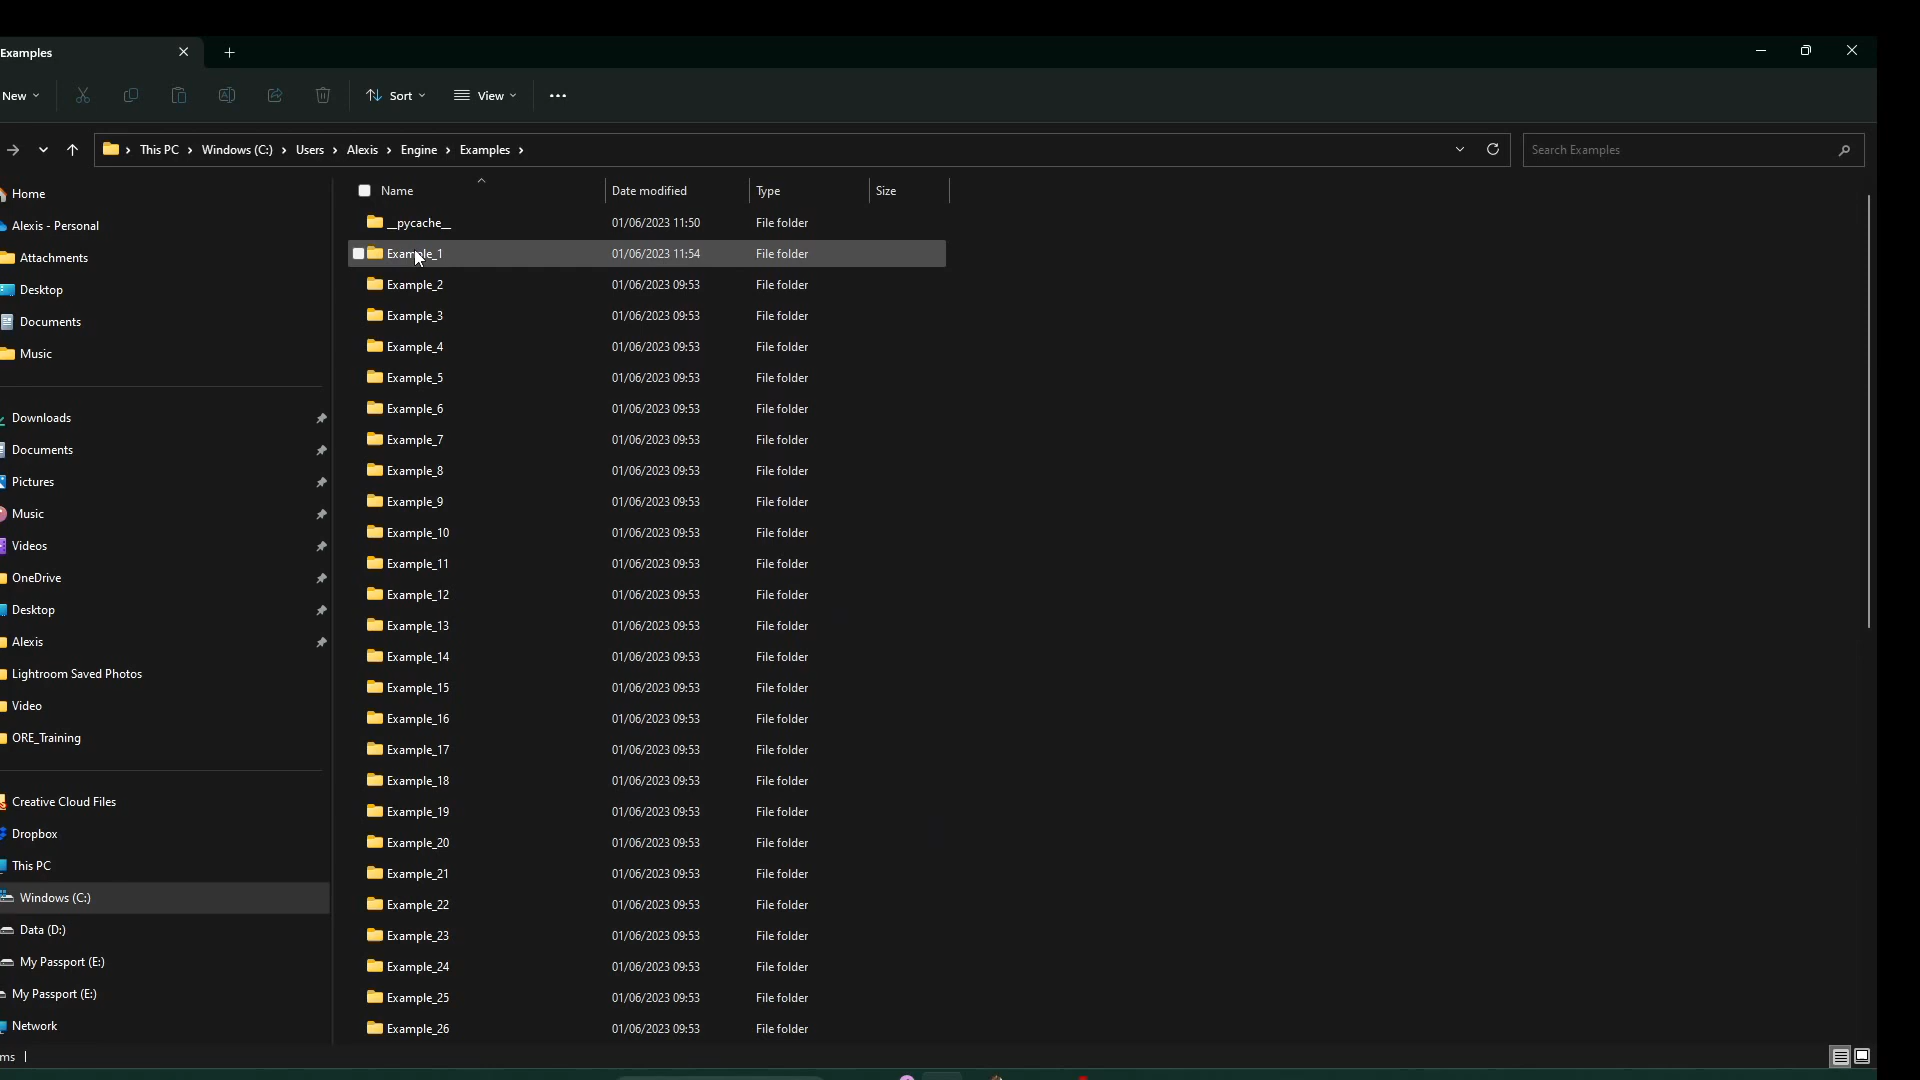 Examples
New
Sort
View
This PC
Windows (C:)
Users
Alexis
Engine
Examples
Search Examples
Home
Alexis - Personal
Attachments
Desktop
Documents
Music
Downloads
Documents
Pictures
Music
Videos
OneDrive
Desktop
Alexis
Lightroom Saved Photos
Video
ORE_Training
Creative Cloud Files
Dropbox
This PC
Windows (C:)
Data (D:)
My Passport (E:)
My Passport (E:)
Network
Name Date modified Type Size
__pycache__ 01/06/2023 11:50 File folder
Example_1 01/06/2023 11:54 File folder
Example_2 01/06/2023 09:53 File folder
Example_3 01/06/2023 09:53 File folder
Example_4 01/06/2023 09:53 File folder
Example_5 01/06/2023 09:53 File folder
Example_6 01/06/2023 09:53 File folder
Example_7 01/06/2023 09:53 File folder
Example_8 01/06/2023 09:53 File folder
Example_9 01/06/2023 09:53 File folder
Example_10 01/06/2023 09:53 File folder
Example_11 01/06/2023 09:53 File folder
Example_12 01/06/2023 09:53 File folder
Example_13 01/06/2023 09:53 File folder
Example_14 01/06/2023 09:53 File folder
Example_15 01/06/2023 09:53 File folder
Example_16 01/06/2023 09:53 File folder
Example_17 01/06/2023 09:53 File folder
Example_18 01/06/2023 09:53 File folder
Example_19 01/06/2023 09:53 File folder
Example_20 01/06/2023 09:53 File folder
Example_21 01/06/2023 09:53 File folder
Example_22 01/06/2023 09:53 File folder
Example_23 01/06/2023 09:53 File folder
Example_24 01/06/2023 09:53 File folder
Example_25 01/06/2023 09:53 File folder
Example_26 01/06/2023 09:53 File folder
ms